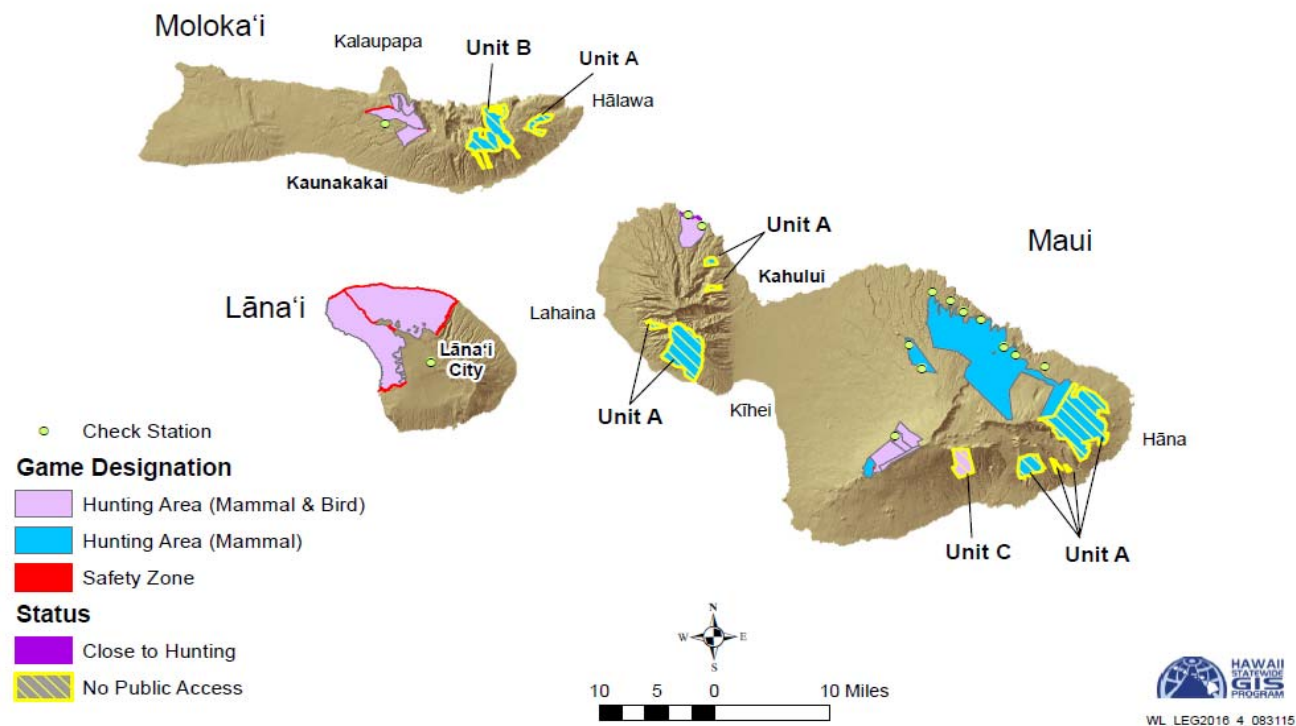 Moloka‘i
Kalaupapa
Unit B
Unit A
Hālawa
Kaunakakai
Unit A
Maui
Kahului
Lāna‘i
Lahaina
Lāna‘i
City
Unit A
Kīhei
Hāna
Unit C
Unit A
Check Station
Game Designation
Hunting Area (Mammal & Bird)
Hunting Area (Mammal)
Safety Zone
Status
Close to Hunting
No Public Access
N
W E
S
10 5 0 10 Miles
HAWAII
STATEWIDE
GIS
PROGRAM
WL_LEG2016_4_083115